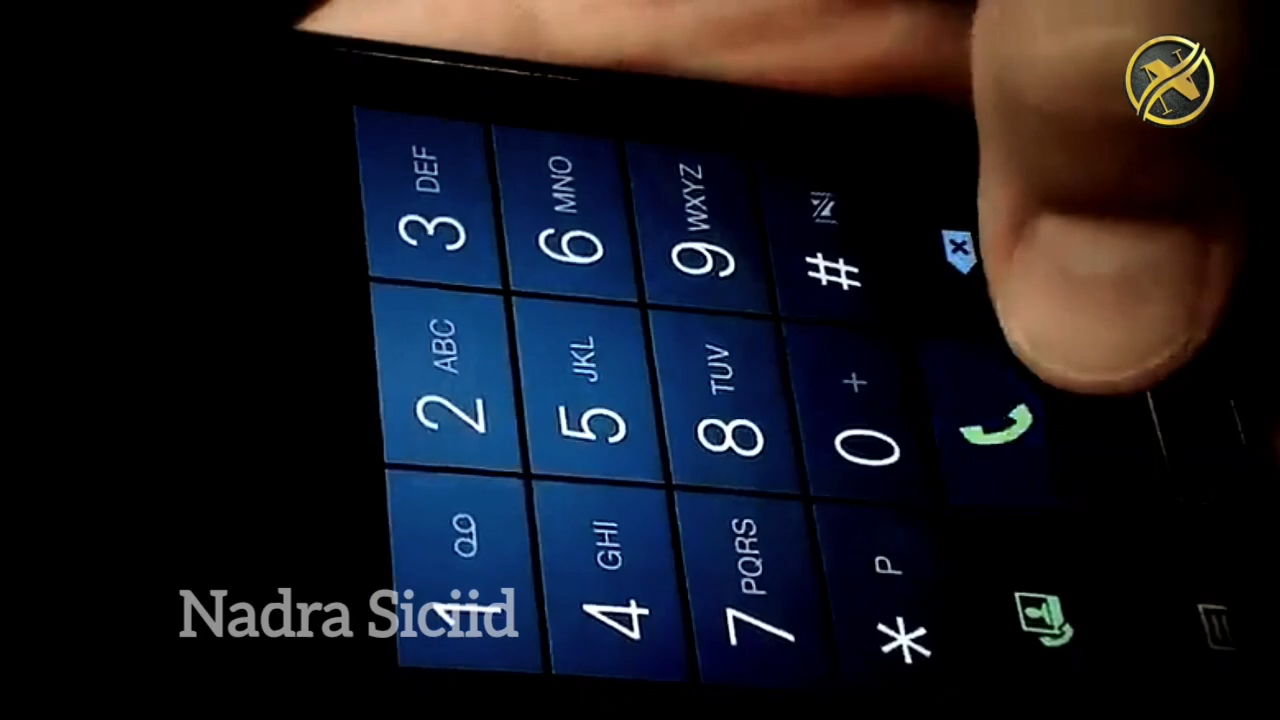 1
2 ABC
3 DEF
4 GHI
5 JKL
6 MNO
7 PQRS
8 TUV
9 WXYZ
* P
0 +
#
Nadra Siciid